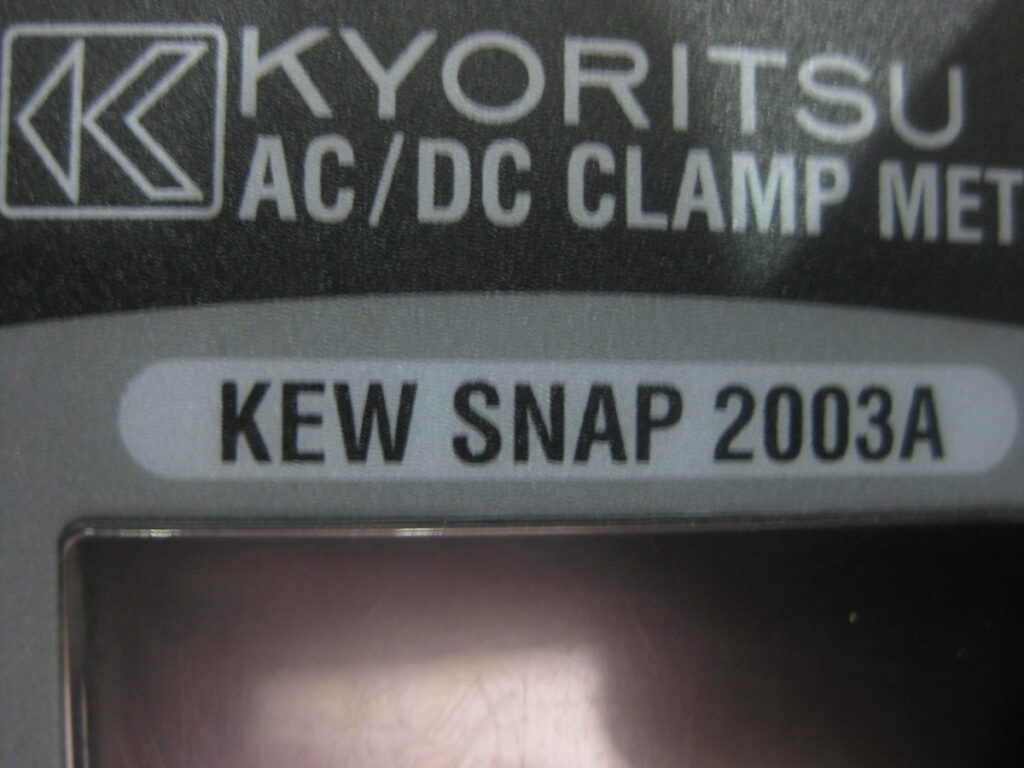 KYORITSU
AC/DC CLAMP MET
KEW SNAP 2003A